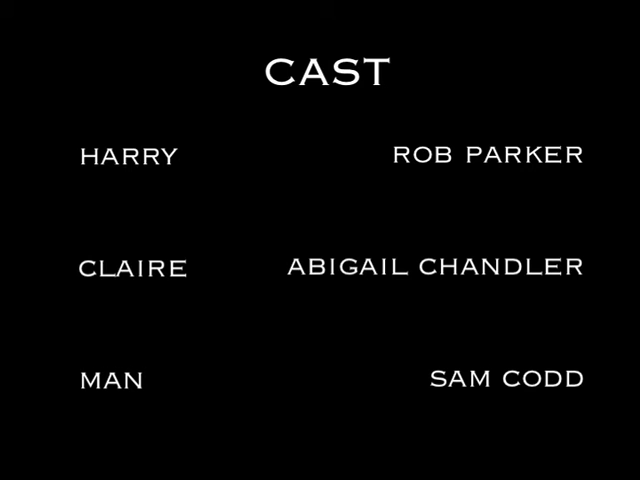 CAST
HARRY ROB PARKER
CLAIRE ABIGAIL CHANDLER
MAN SAM CODD